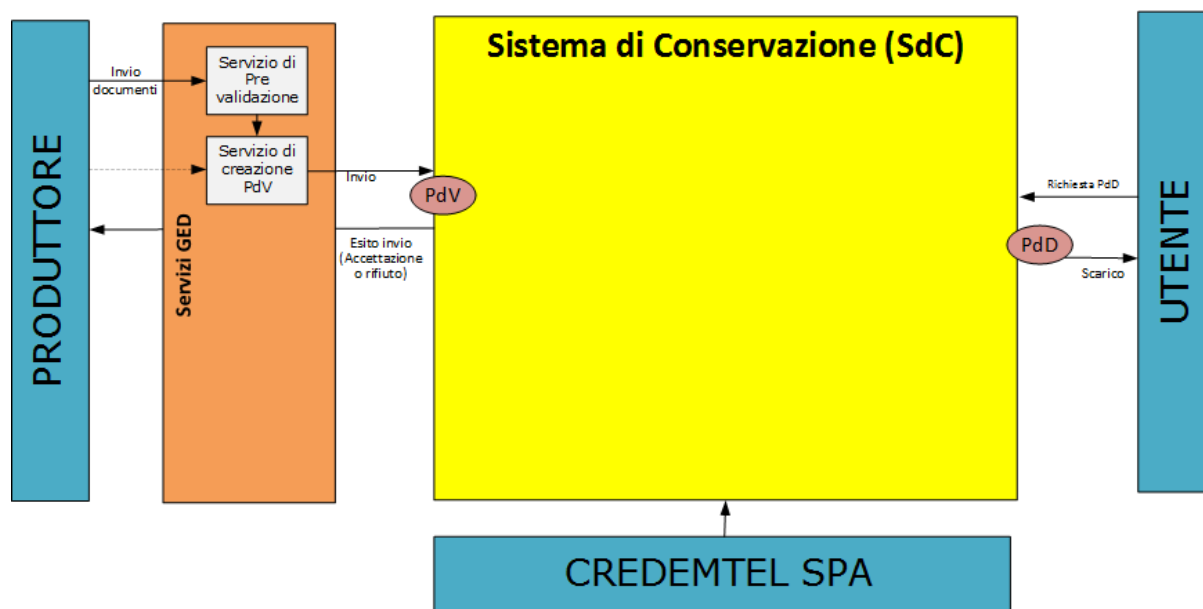 Sistema di Conservazione (SdC)
PRODUTTORE
Invio
documenti
Servizio di
Pre
validazione
Servizio di
creazione
PdV
Servizi GED
Invio
PdV
Esito invio
(Accettazione
o rifiuto)
Richiesta PdD
PdD
Scarico
UTENTE
CREDEMTEL SPA